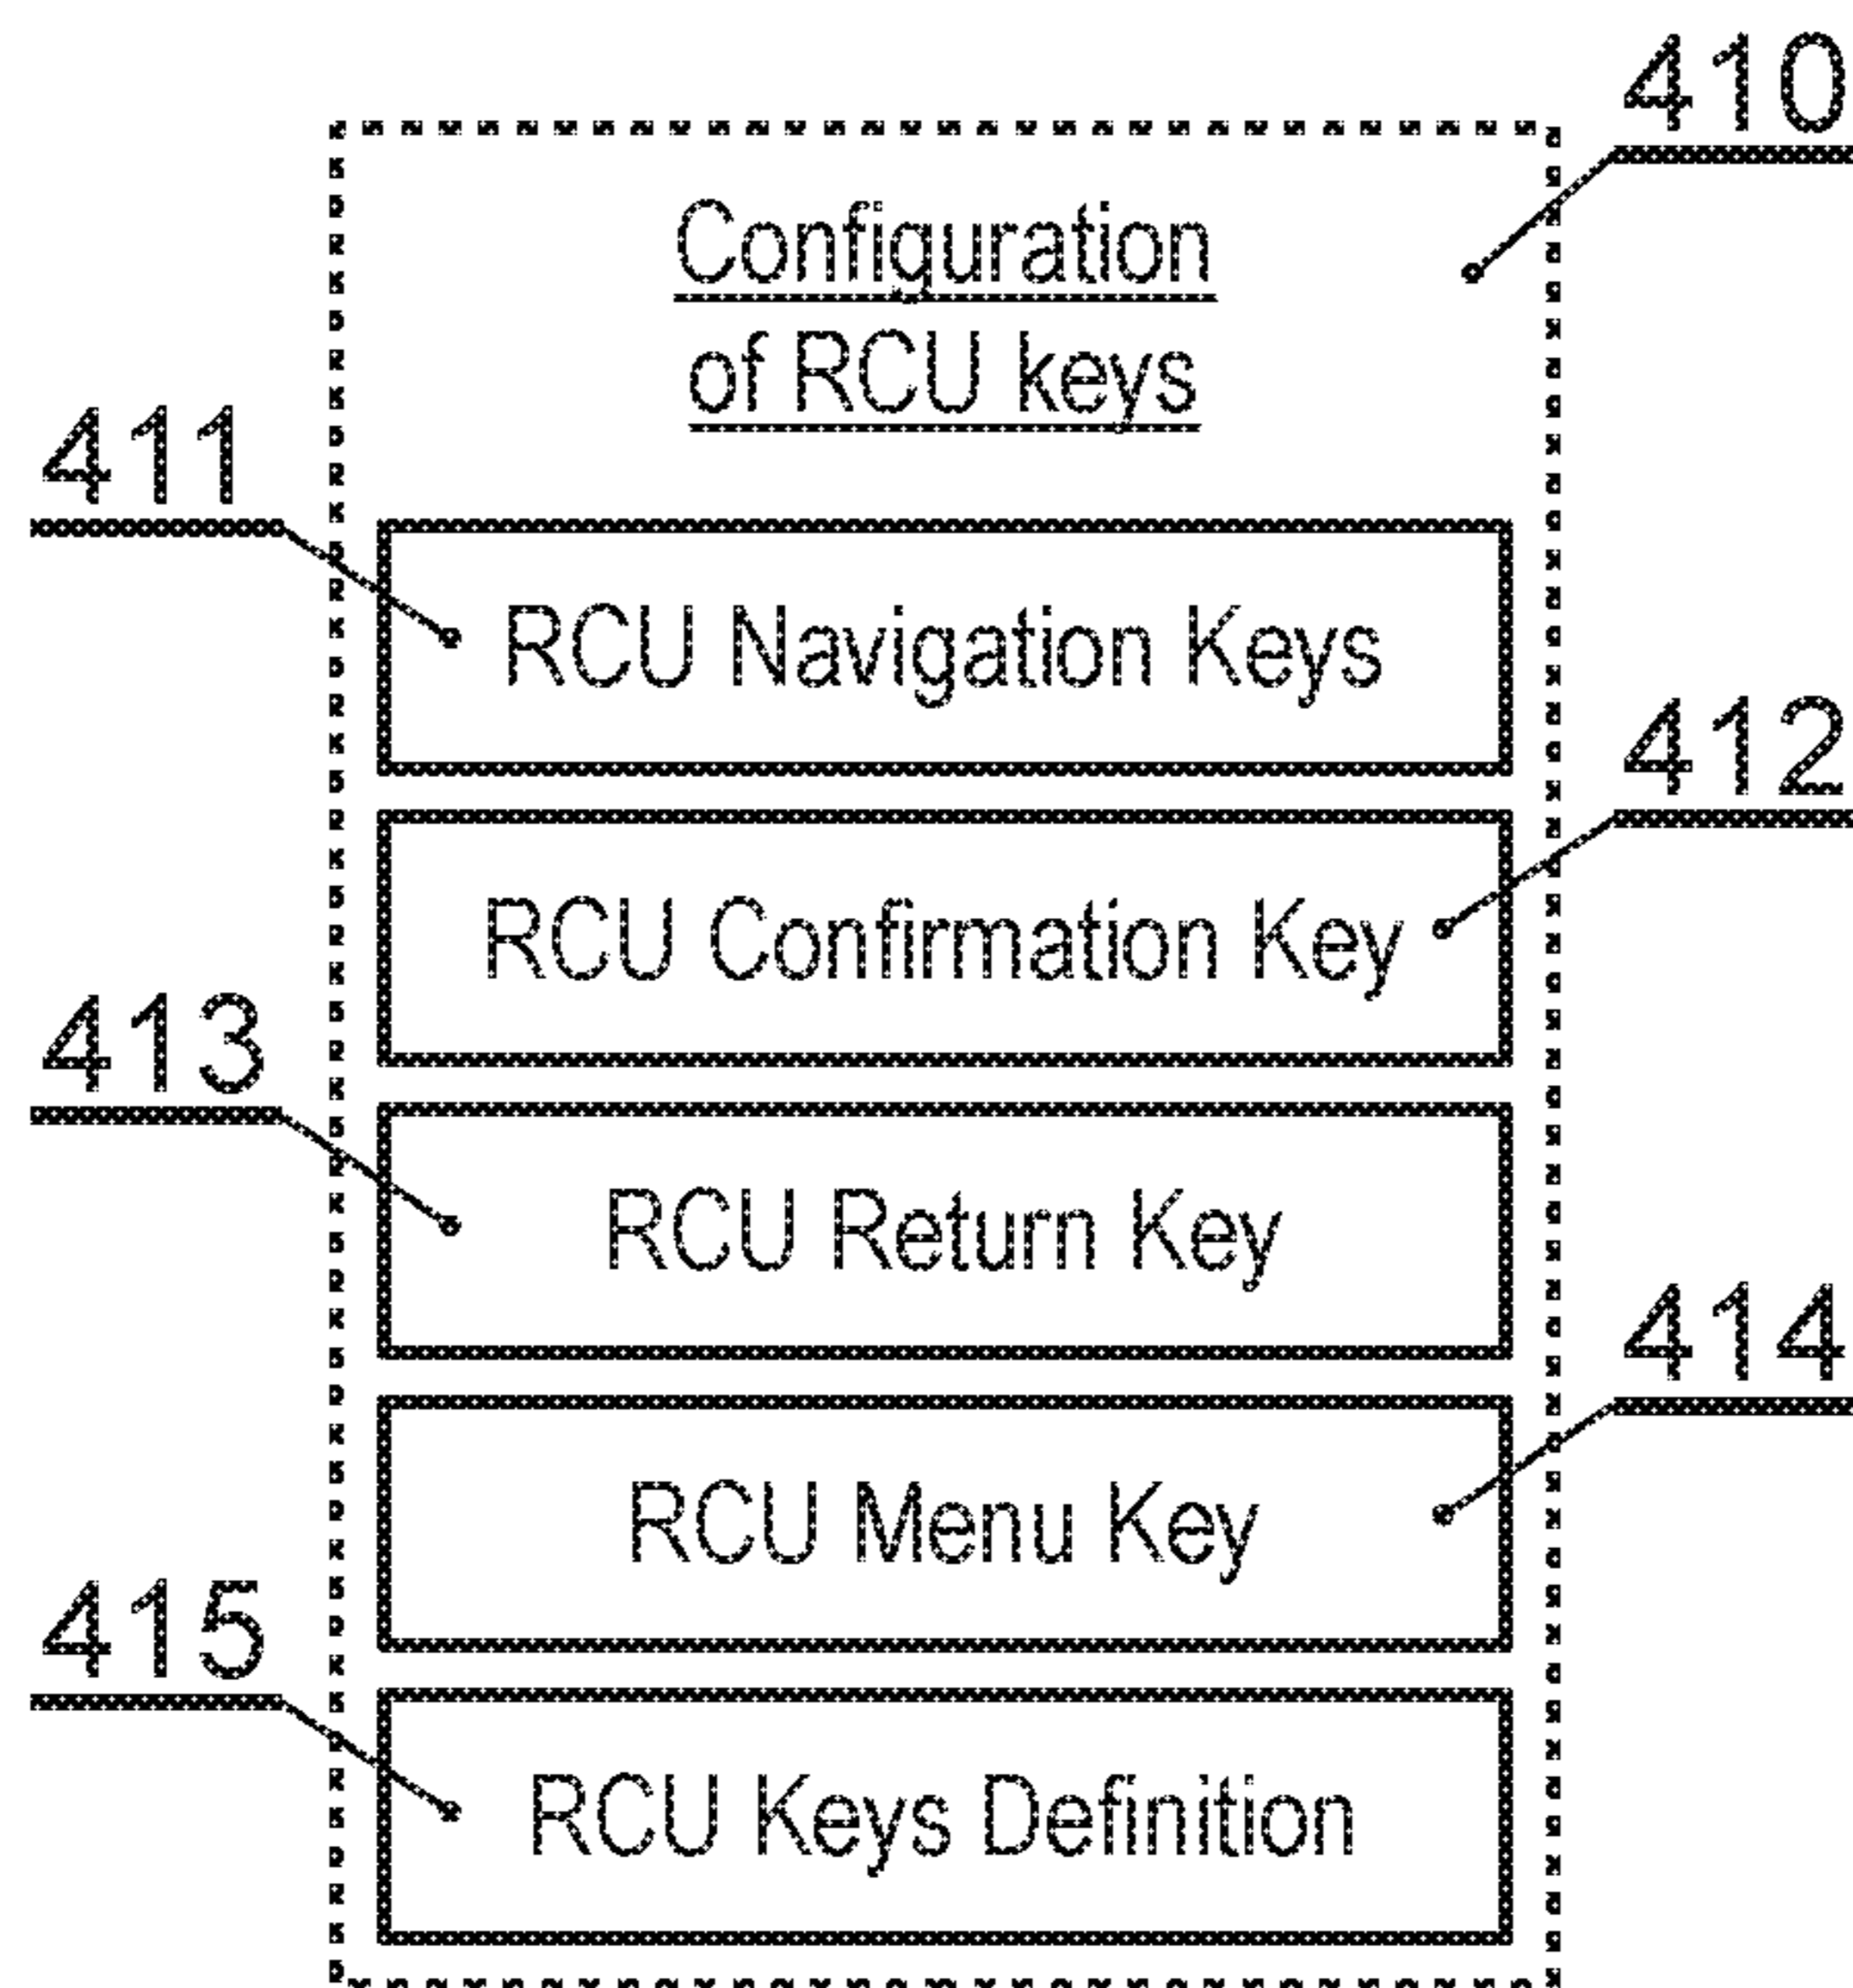 410
Configuration
of RCU keys
411
RCU Navigation Keys
412
RCU Confirmation Key
413
RCU Return Key
414
RCU Menu Key
415
RCU Keys Definition